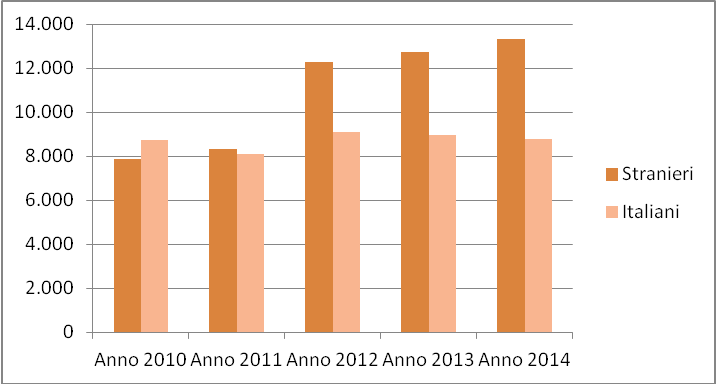 14.000
12.000
10.000
8.000
6.000
4.000
2.000
0
Anno 2010 Anno 2011 Anno 2012 Anno 2013 Anno 2014
Stranieri
Italiani